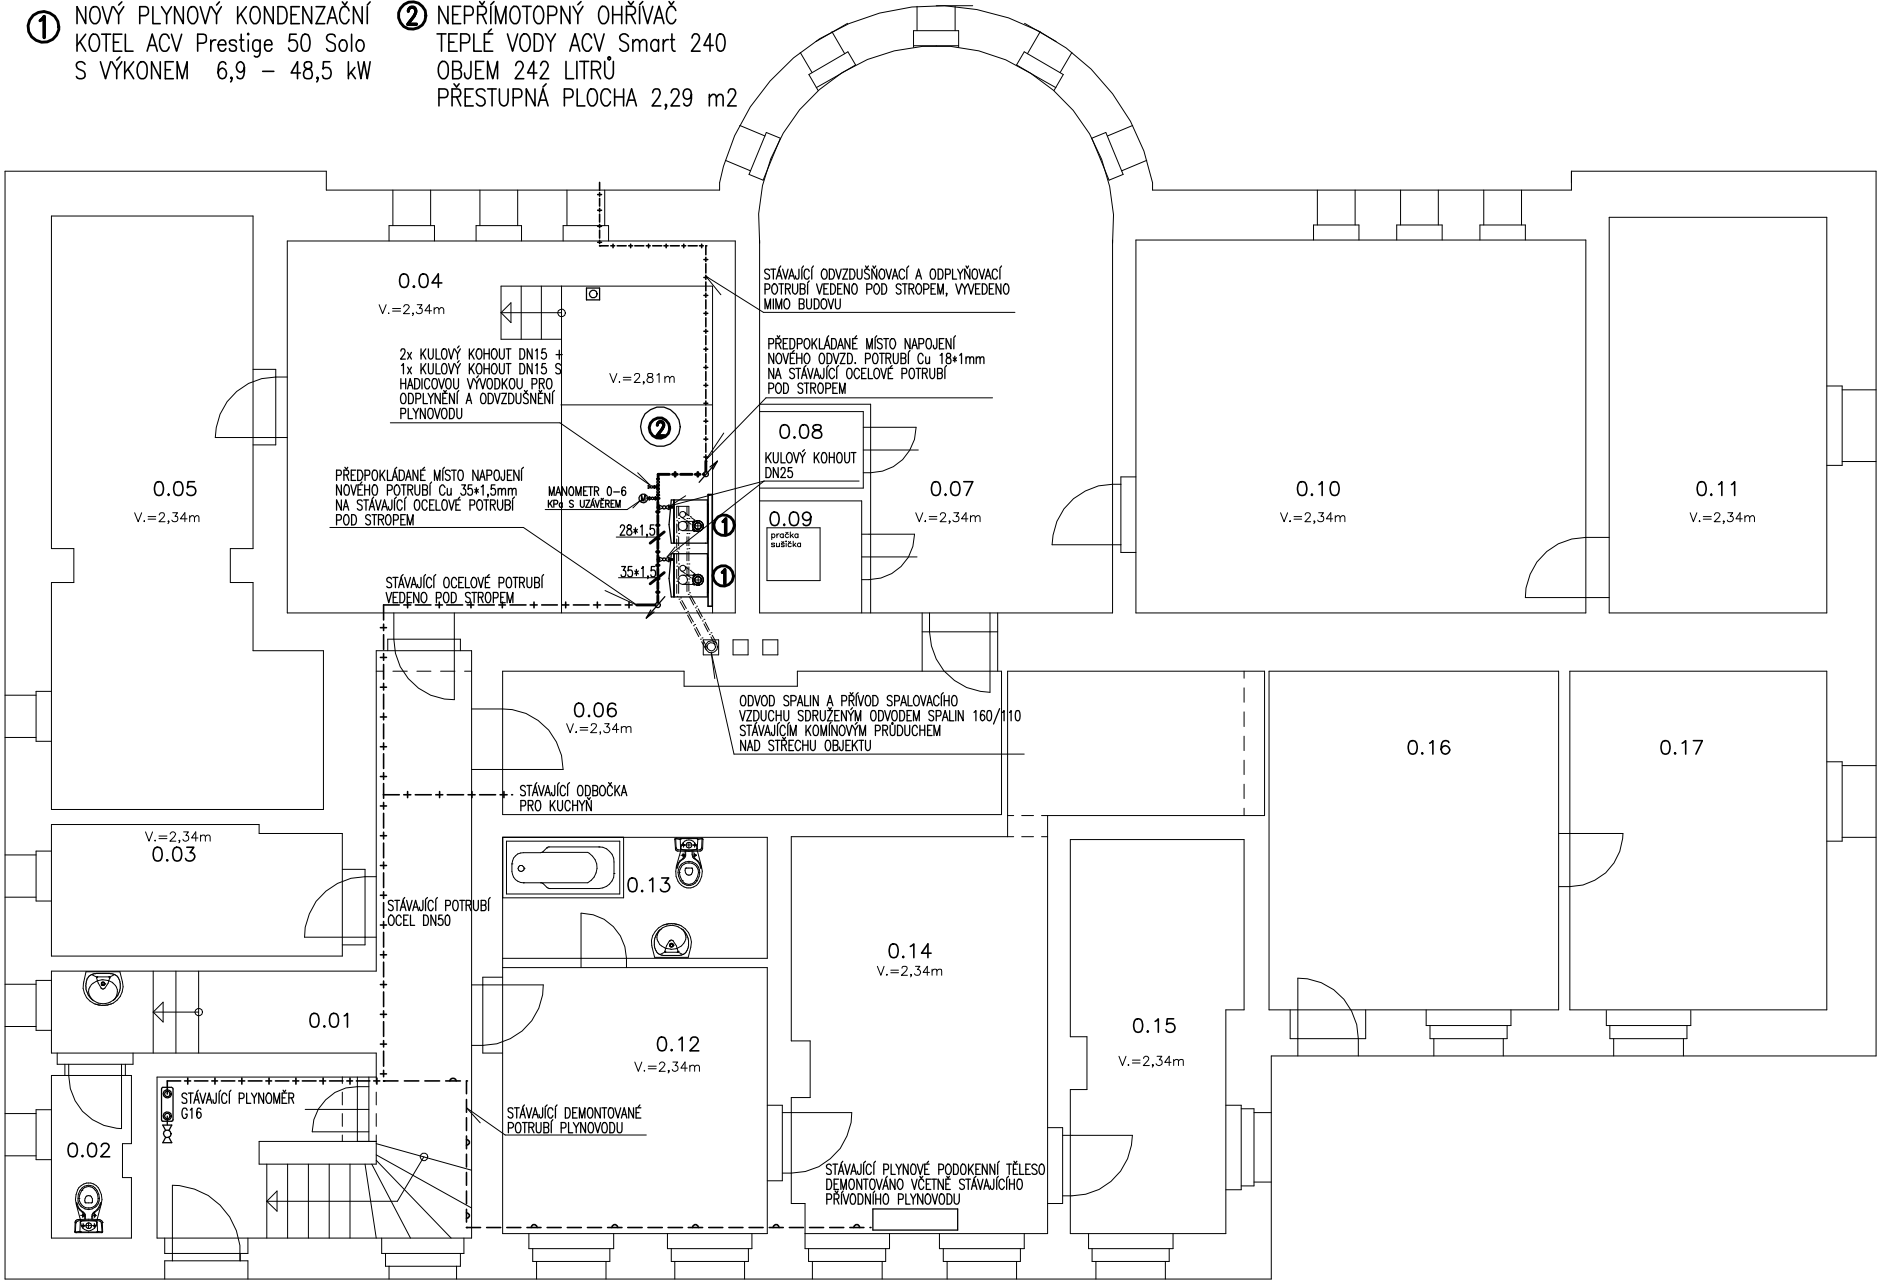 ① NOVÝ PLYNOVÝ KONDENZAČNÍ
KOTEL ACV Prestige 50 Solo
S VÝKONEM 6,9 – 48,5 kW
② NEPŘÍMOTOPNÝ OHŘÍVAČ
TEPLÉ VODY ACV Smart 240
OBJEM 242 LITRŮ
PŘESTUPNÁ PLOCHA 2,29 m2
0.04
V.=2,34m
STÁVAJÍCÍ ODVZDUŠŇOVACÍ A ODPLYŇOVACÍ
POTRUBÍ VEDENO POD STROPEM, VYVEDENO
MIMO BUDOVU
2x KULOVÝ KOHOUT DN15 +
1x KULOVÝ KOHOUT DN15 S
HADICOVOU VÝVODKOU PRO
ODPLYNĚNÍ A ODVZDUŠNĚNÍ
PLYNOVODU
V.=2,81m
PŘEDPOKLÁDANÉ MÍSTO NAPOJENÍ
NOVÉHO ODVZD. POTRUBÍ Cu 18*1mm
NA STÁVAJÍCÍ OCELOVÉ POTRUBÍ
POD STROPEM
②
0.08
KULOVÝ KOHOUT
DN25
0.05
V.=2,34m
PŘEDPOKLÁDANÉ MÍSTO NAPOJENÍ
NOVÉHO POTRUBÍ Cu 35*1,5mm
NA STÁVAJÍCÍ OCELOVÉ POTRUBÍ
POD STROPEM
MANOMETR 0-6
KPa S UZÁVĚREM
M
28*1,5
35*1,5
①
①
0.09
pračka
sušička
0.07
V.=2,34m
0.10
V.=2,34m
0.11
V.=2,34m
STÁVAJÍCÍ OCELOVÉ POTRUBÍ
VEDENO POD STROPEM
0.06
V.=2,34m
ODVOD SPALIN A PŘÍVOD SPALOVACÍHO
VZDUCHU SDRUŽENÝM ODVODEM SPALIN 160/110
STÁVAJÍCÍM KOMÍNOVÝM PRŮDUCHEM
NAD STŘECHU OBJEKTU
0.16
0.17
STÁVAJÍCÍ ODBOČKA
PRO KUCHYŇ
V.=2,34m
0.03
0.13
STÁVAJÍCÍ POTRUBÍ
OCEL DN50
0.14
V.=2,34m
0.01
0.12
V.=2,34m
0.15
V.=2,34m
STÁVAJÍCÍ PLYNOMĚR
G16
STÁVAJÍCÍ DEMONTOVANÉ
POTRUBÍ PLYNOVODU
0.02
STÁVAJÍCÍ PLYNOVÉ PODOKENNÍ TĚLESO
DEMONTOVÁNO VČETNĚ STÁVAJÍCÍHO
PŘÍVODNÍHO PLYNOVODU